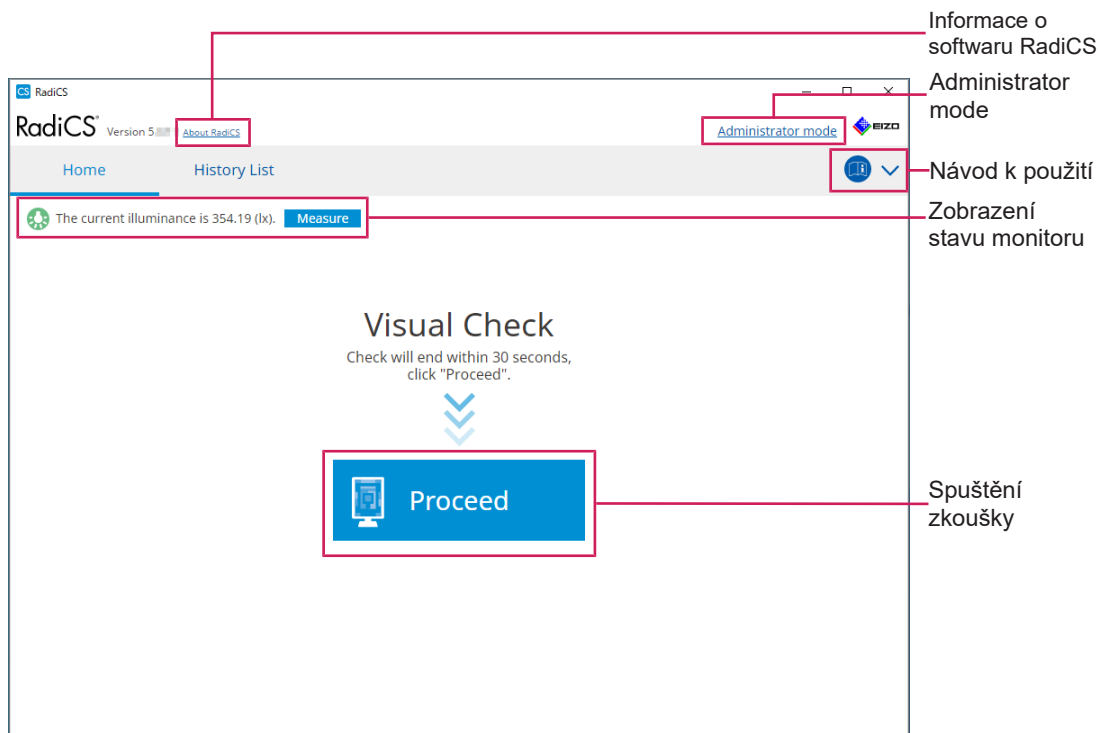 Informace o
softwaru RadiCS
Administrator
mode
CS RadiCS
RadiCS Version 5. About RadiCS
Administrator mode EIZO
Home History List
Návod k použití
The current illuminance is 354.19 (lx). Measure
Zobrazení
stavu monitoru
Visual Check
Check will end within 30 seconds,
click "Proceed".
Proceed
Spuštění
zkoušky